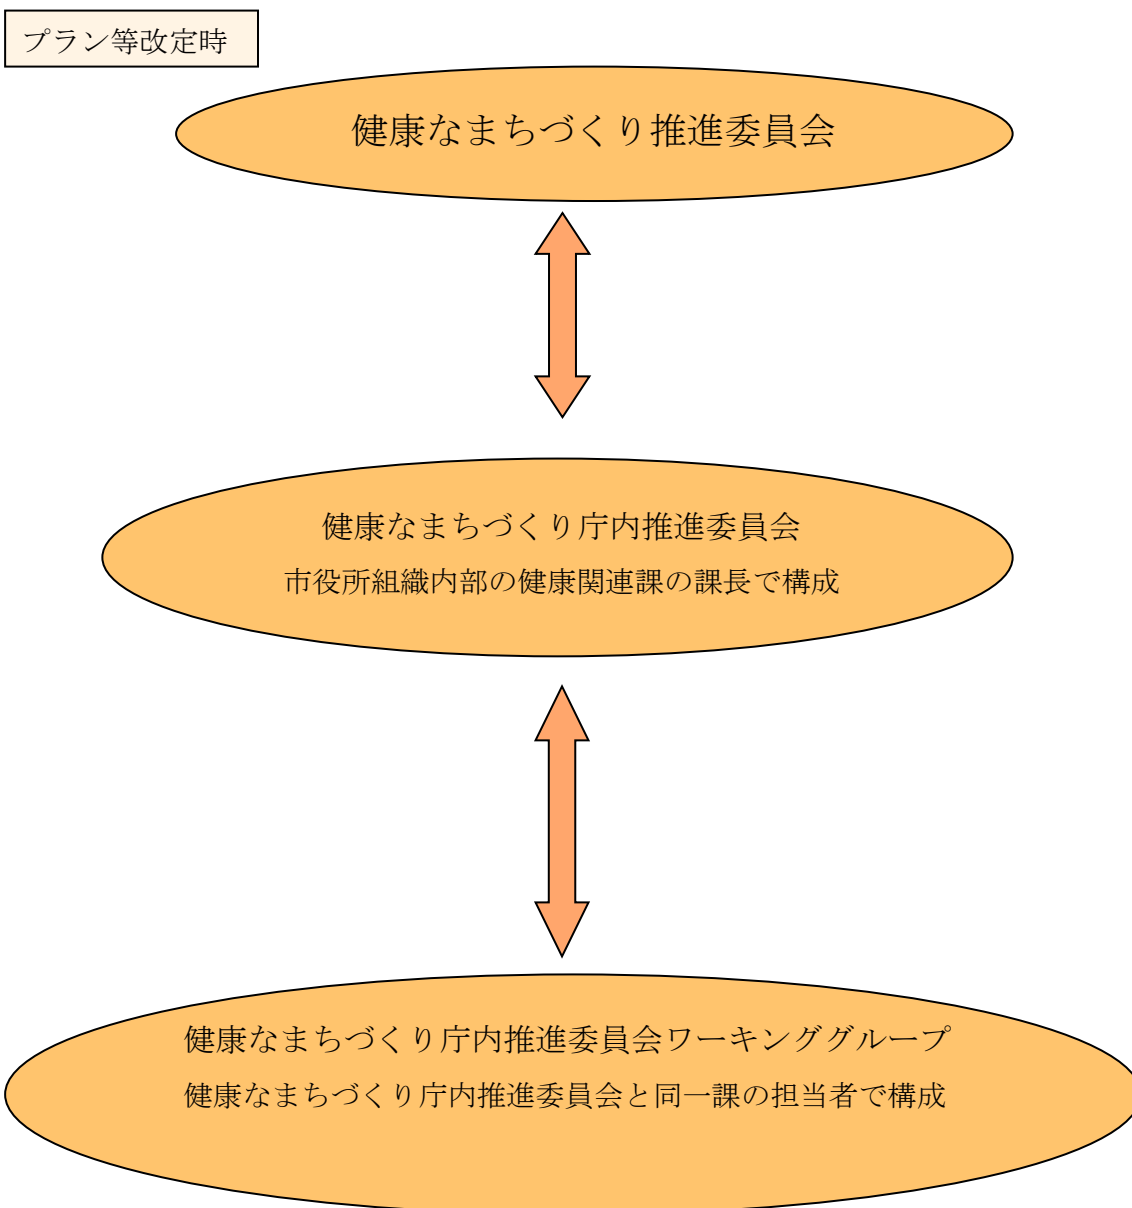 プラン等改定時
健康なまちづくり推進委員会
健康なまちづくり庁内推進委員会
市役所組織内部の健康関連課の課長で構成
健康なまちづくり庁内推進委員会ワーキンググループ
健康なまちづくり庁内推進委員会と同一課の担当者で構成